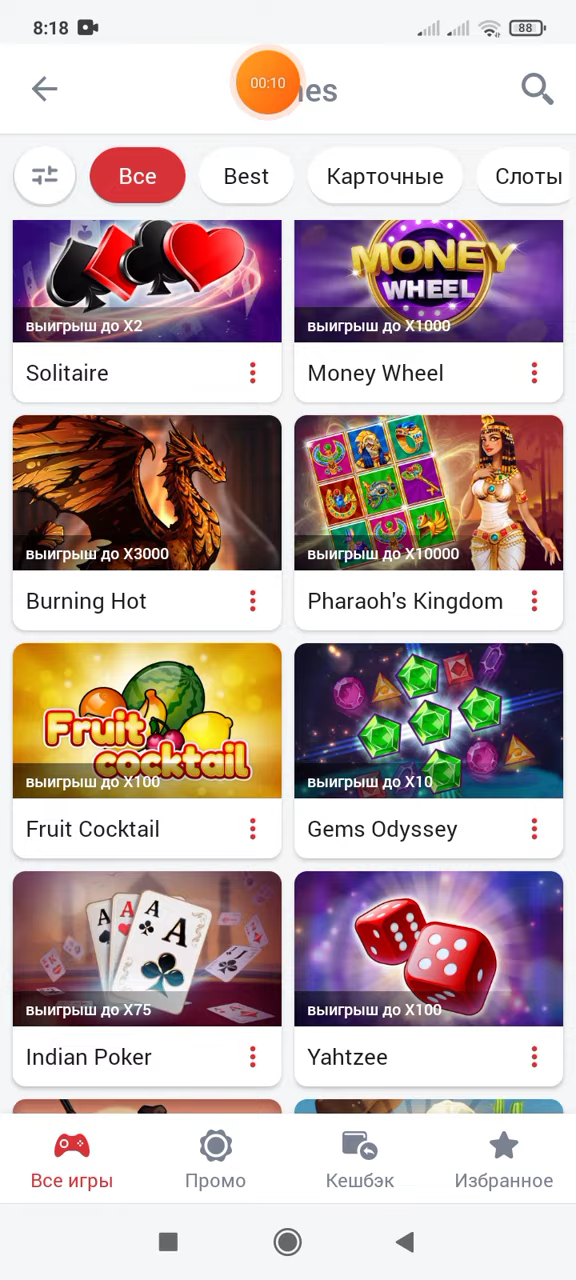 8:18
88
00:10
Все
Best
Карточные
Слоты
MONEY
WHEEL
выигрыш до X2
выигрыш до X1000
Solitaire
Money Wheel
выигрыш до X3000
выигрыш до X10000
Burning Hot
Pharaoh's Kingdom
Fruit
cocktail
выигрыш до X100
выигрыш до X10
Fruit Cocktail
Gems Odyssey
A A A A
выигрыш до X75
выигрыш до X100
Indian Poker
Yahtzee
Все игры
Промо
Кешбэк
Избранное